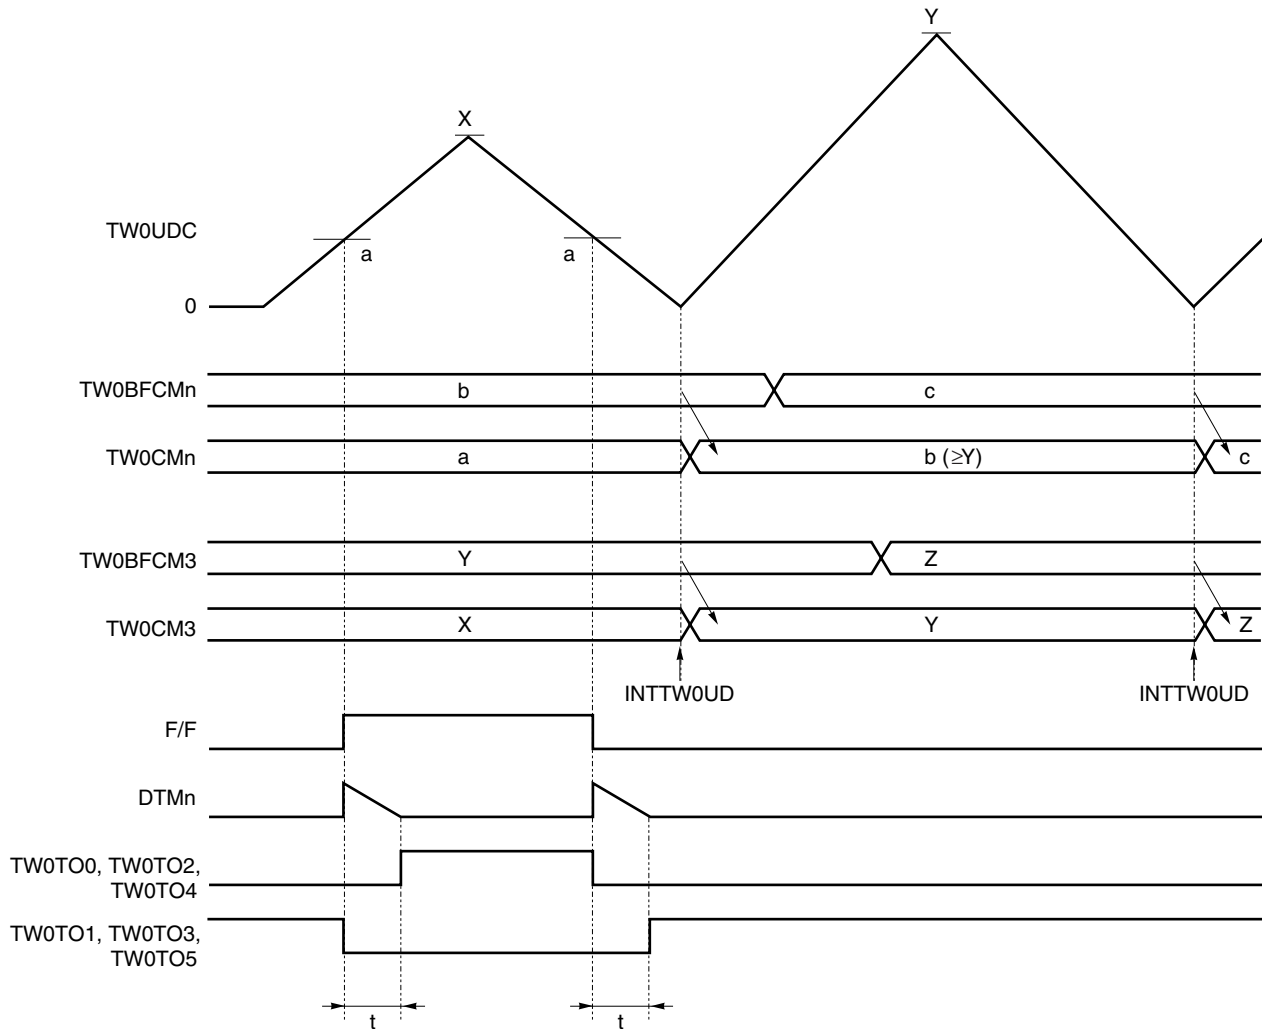 Y
X
TW0UDC
a
a
0
TW0BFCMn
b
c
TW0CMn
a
b (≥Y)
c
TW0BFCM3
Y
Z
TW0CM3
X
Y
Z
INTTW0UD
INTTW0UD
F/F
DTMn
TW0TO0, TW0TO2,
TW0TO4
TW0TO1, TW0TO3,
TW0TO5
t
t